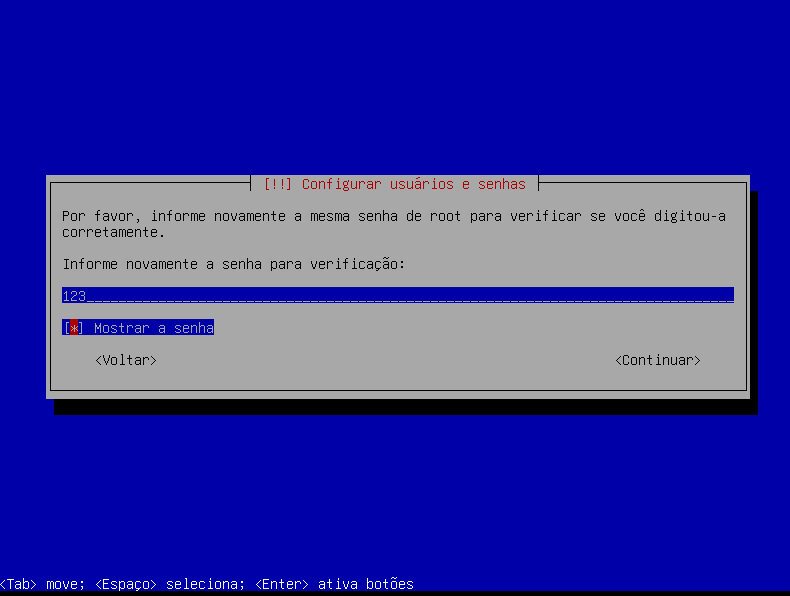 [!!] Configurar usuários e senhas
Por favor, informe novamente a mesma senha de root para verificar se você digitou-a
corretamente.
Informe novamente a senha para verificação:
123
[*] Mostrar a senha
<Voltar> <Continuar>
<Tab> move; <Espaço> seleciona; <Enter> ativa botões